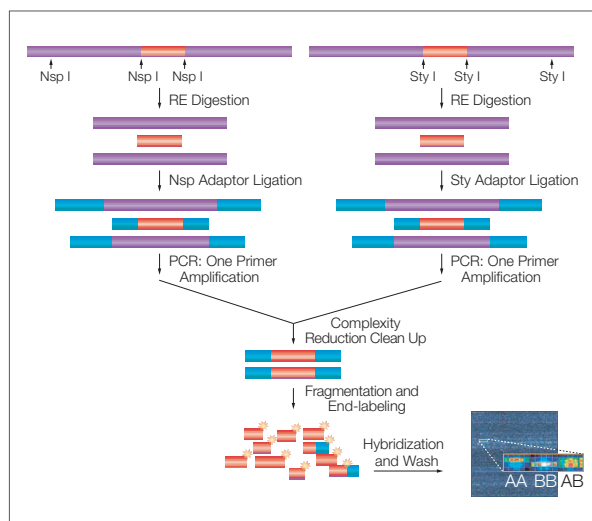 Nsp I Nsp I Nsp I
Sty I Sty I Sty I
RE Digestion
RE Digestion
Nsp Adaptor Ligation
Sty Adaptor Ligation
PCR: One Primer
Amplification
PCR: One Primer
Amplification
Complexity
Reduction Clean Up
Fragmentation and
End-labeling
Hybridization
and Wash
AA BB AB